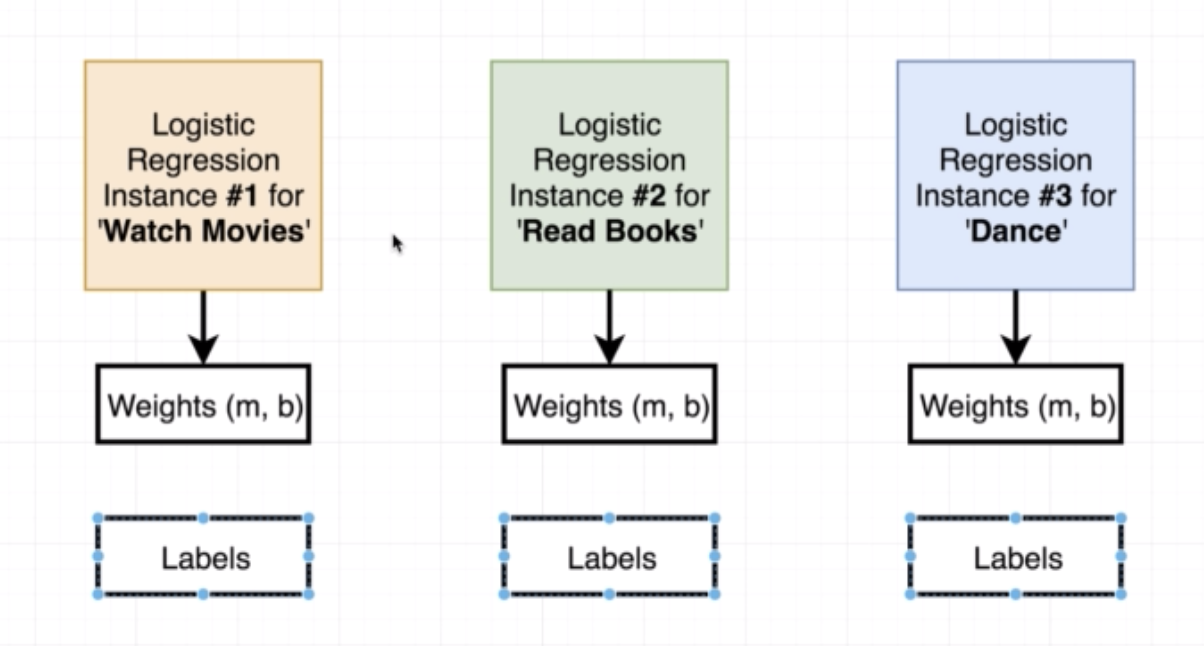 Logistic
Regression
Instance #1 for
'Watch Movies'
Weights (m, b)
Labels
Logistic
Regression
Instance #2 for
'Read Books'
Weights (m, b)
Labels
Logistic
Regression
Instance #3 for
'Dance'
Weights (m, b)
Labels